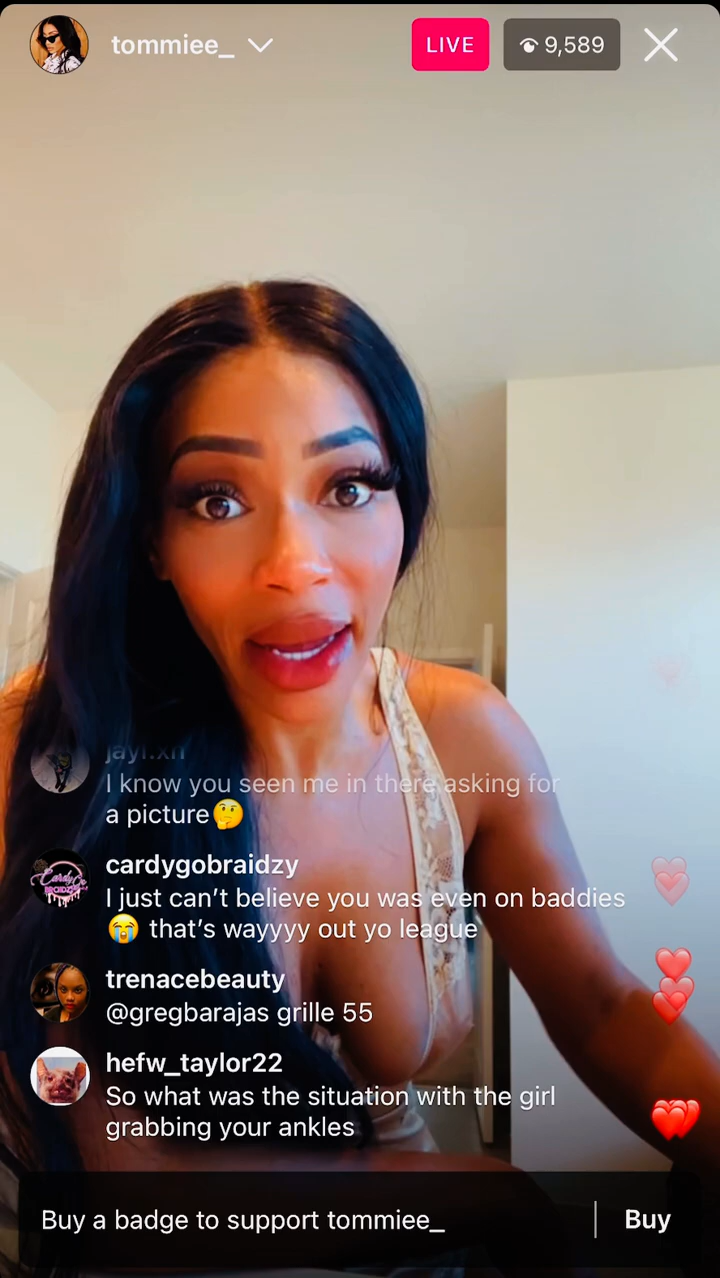 tommiee_
LIVE
9,589
jayl.xn
I know you seen me in there asking for
a picture🤔
cardygobraidzy
I just can’t believe you was even on baddies
😭 that’s wayyyy out yo league
trenacebeauty
@gregbarajas grille 55
hefw_taylor22
So what was the situation with the girl
grabbing your ankles
Buy a badge to support tommiee_
Buy